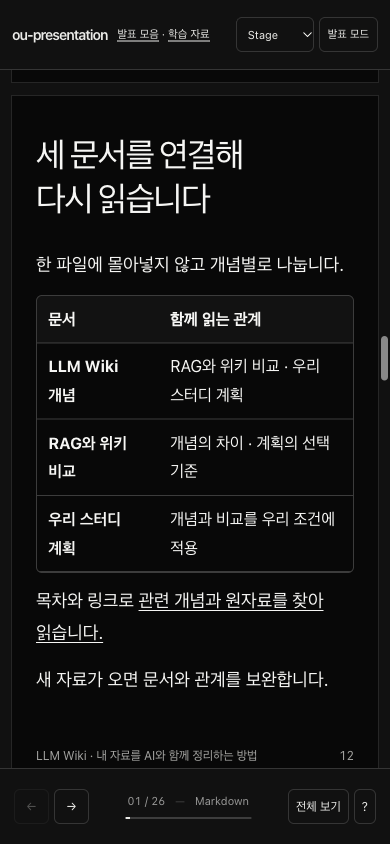 ou-presentation 발표 모음 · 학습 자료 Stage 발표 모드
세 문서를 연결해
다시 읽습니다
한 파일에 몰아넣지 않고 개념별로 나눕니다.
문서 함께 읽는 관계
LLM Wiki 개념 RAG와 위키 비교 · 우리 스터디 계획
RAG와 위키 비교 개념의 차이 · 계획의 선택 기준
우리 스터디 계획 개념과 비교를 우리 조건에 적용
목차와 링크로 관련 개념과 원자료를 찾아
읽습니다.
새 자료가 오면 문서와 관계를 보완합니다.
LLM Wiki · 내 자료를 AI와 함께 정리하는 방법 12
← → 01 / 26 — Markdown 전체 보기 ?